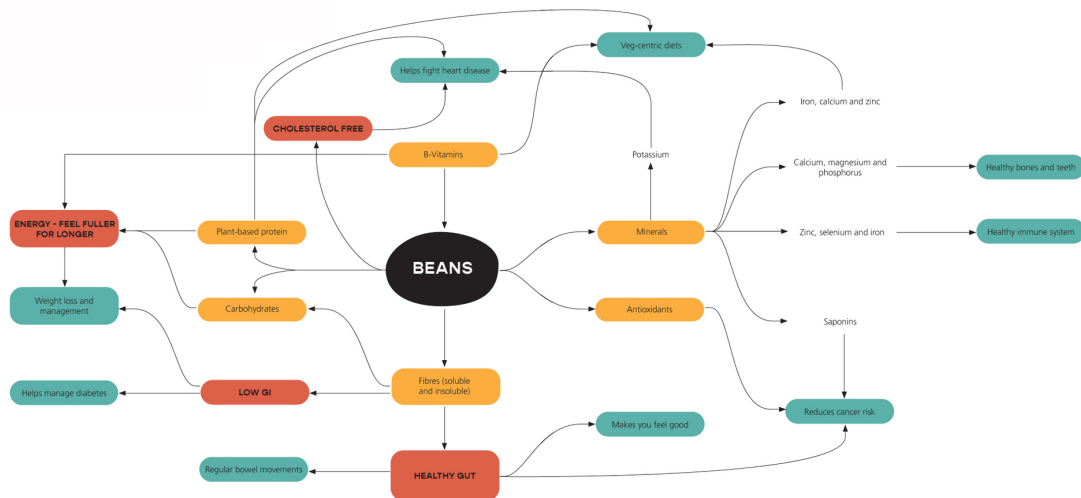 Veg-centric diets
Helps fight heart disease
Iron, calcium and zinc
CHOLESTEROL FREE
B-Vitamins
Potassium
Calcium, magnesium and
phosphorus
Healthy bones and teeth
ENERGY - FEEL FULLER
FOR LONGER
Plant-based protein
Minerals
Zinc, selenium and iron
Healthy immune system
BEANS
Weight loss and
management
Carbohydrates
Antioxidants
Saponins
Helps manage diabetes
LOW GI
Fibres (soluble
and insoluble)
Reduces cancer risk
Makes you feel good
Regular bowel movements
HEALTHY GUT